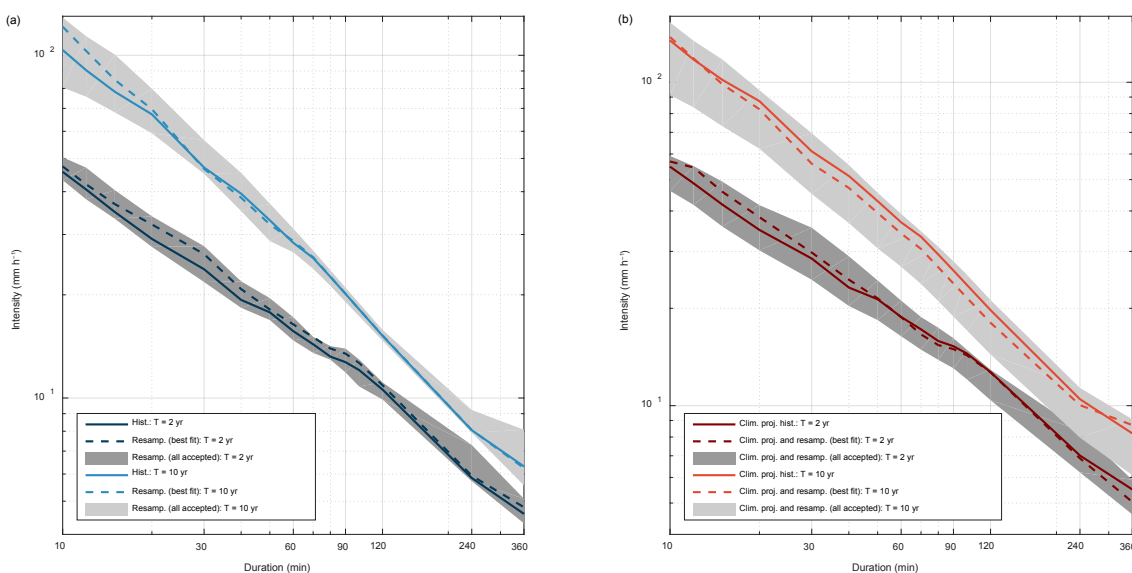 (a)
10 2
10 1
Intensity (mm h⁻¹)
Hist.: T = 2 yr
Resamp. (best fit): T = 2 yr
Resamp. (all accepted): T = 2 yr
Hist.: T = 10 yr
Resamp. (best fit): T = 10 yr
Resamp. (all accepted): T = 10 yr
10 30 60 90 120 240 360
Duration (min)
(b)
10 2
10 1
Intensity (mm h⁻¹)
Clim. proj. hist.: T = 2 yr
Clim. proj. and resamp. (best fit): T = 2 yr
Clim. proj. and resamp. (all accepted): T = 2 yr
Clim. proj. hist.: T = 10 yr
Clim. proj. and resamp. (best fit): T = 10 yr
Clim. proj. and resamp. (all accepted): T = 10 yr
10 30 60 90 120 240 360
Duration (min)